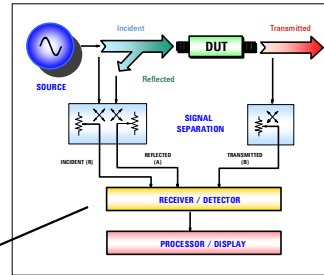 Incident
Transmitted
DUT
SOURCE
Reflected
SIGNAL
SEPARATION
INCIDENT (R)
REFLECTED
(A)
TRANSMITTED
(B)
RECEIVER / DETECTOR
PROCESSOR / DISPLAY